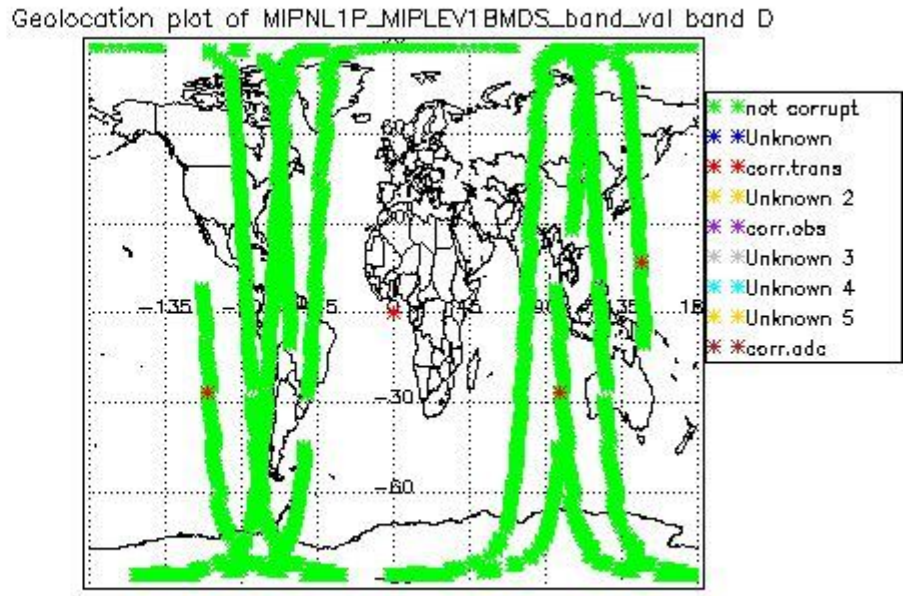 Geolocation plot of MIPNL1P_MIPLEV1BMDS_band_val band D
not corrupt
Unknown
corr.trans
Unknown 2
corr.obs
Unknown 3
Unknown 4
Unknown 5
corr.adc
-135
-30
-60